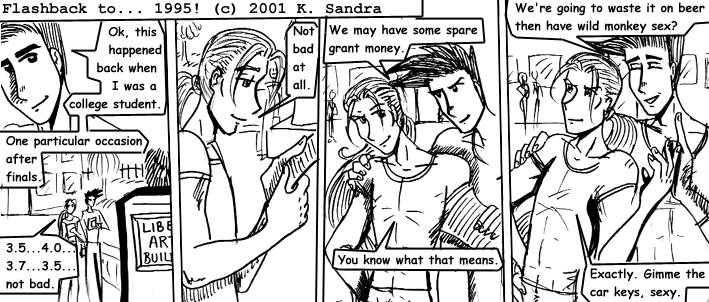 Flashback to... 1995! (c) 2001 K. Sandra
Ok, this
happened
back when
I was a
college student.
One particular occasion
after
finals.
LIBE
ART
BUIL
3.5...4.0...
3.7...3.5...
not bad.
Not
bad
at
all.
We may have some spare
grant money.
You know what that means.
We're going to waste it on beer
then have wild monkey sex?
Exactly. Gimme the
car keys, sexy.